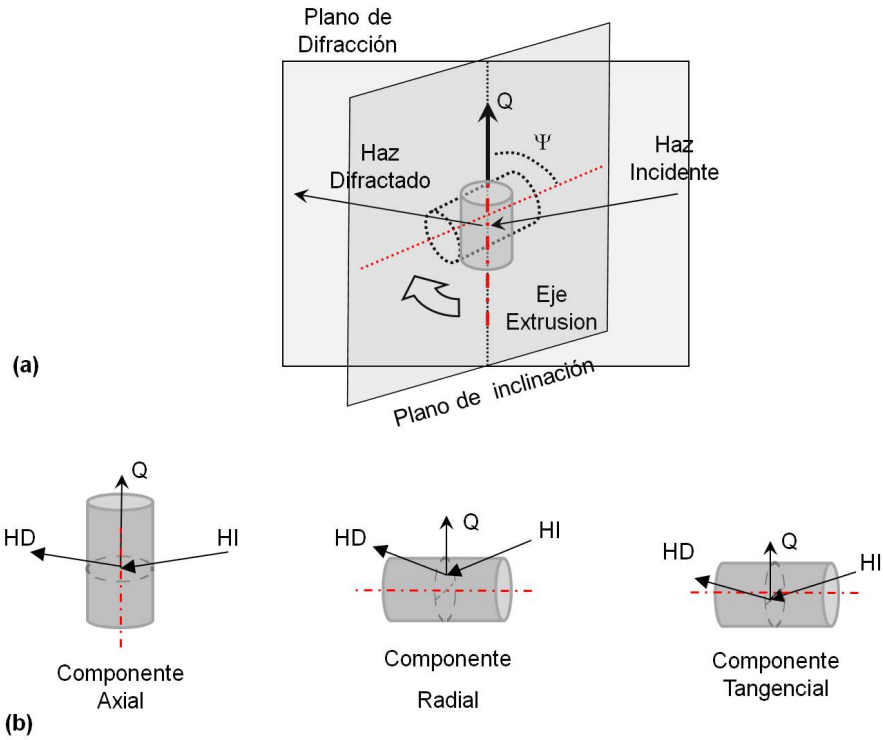 Plano de
Difracción
Q
Ψ
Haz
Difractado
Haz
Incidente
Eje
Extrusion
(a)
Plano de inclinación
Q
HD
HI
Componente
Axial
Q
HD
HI
Componente
Radial
Q
HD
HI
Componente
Tangencial
(b)